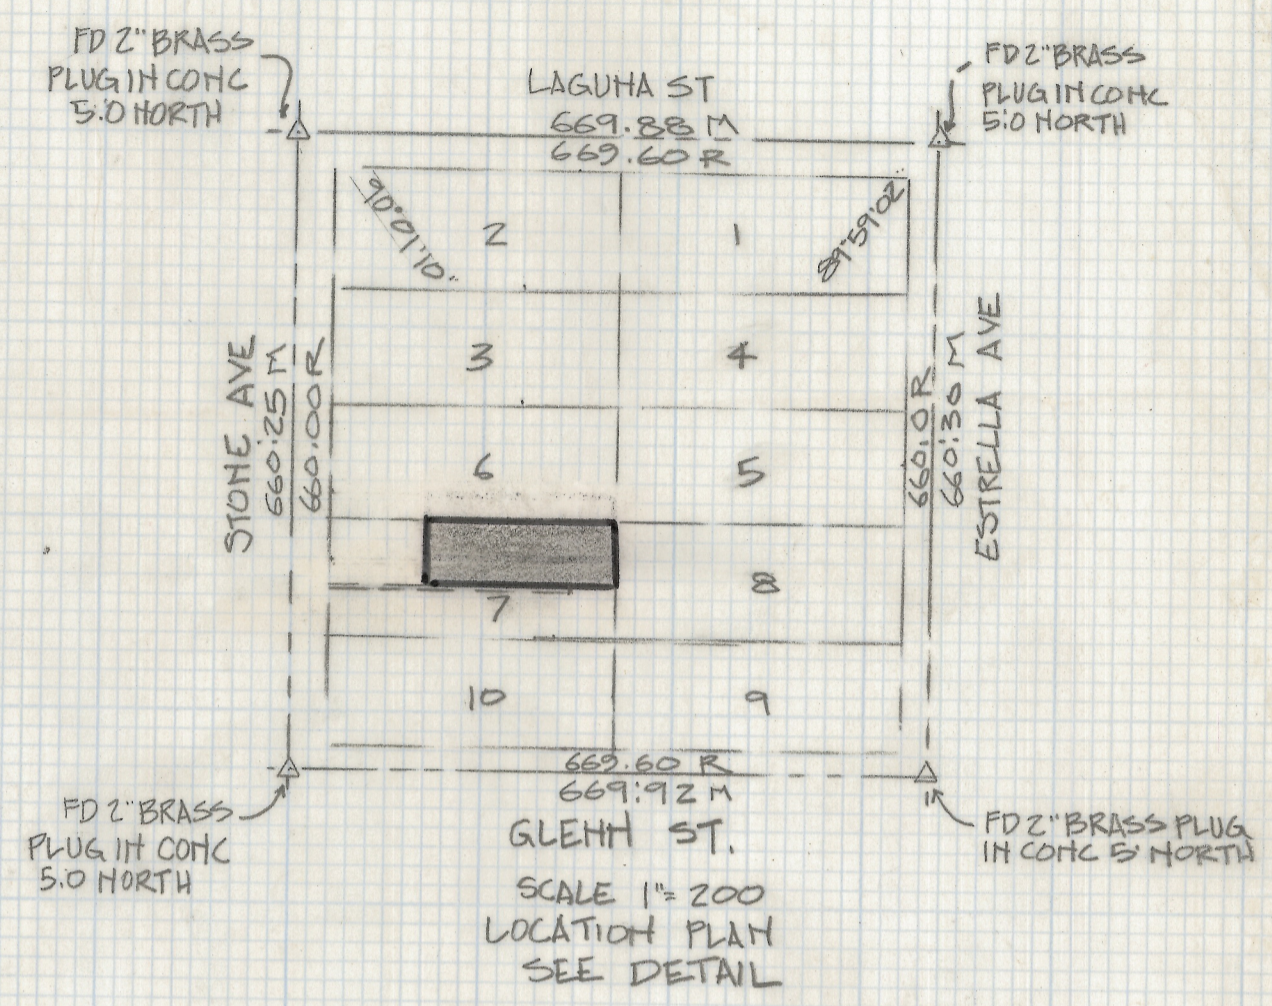 FD 2" BRASS
PLUG IN CONC
5.0 NORTH
FD 2" BRASS
PLUG IN CONC
5.0 NORTH
LAGUNA ST
669.88 M
669.60 R
2
1
90.01.10.
89°59'02"
3
4
STONE AVE
660.25 M
660.00 R
660.0 R
660.30 M
ESTRELLA AVE
6
5
7
8
10
9
669.60 R
669.92 M
GLENN ST.
FD 2" BRASS
PLUG IN CONC
5.0 NORTH
FD 2" BRASS PLUG
IN CONC 5' NORTH
SCALE 1"= 200
LOCATION PLAN
SEE DETAIL